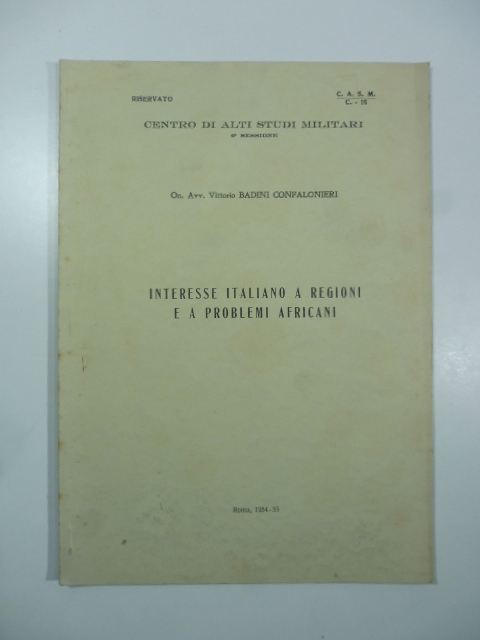 RISERVATO
C. A. S. M.
C. - 15
CENTRO DI ALTI STUDI MILITARI
SESSIONE
On. Avv. Vittorio BADINI CONFALONIERI
INTERESSE ITALIANO A REGIONI
E A PROBLEMI AFRICANI
Roma, 1954-55